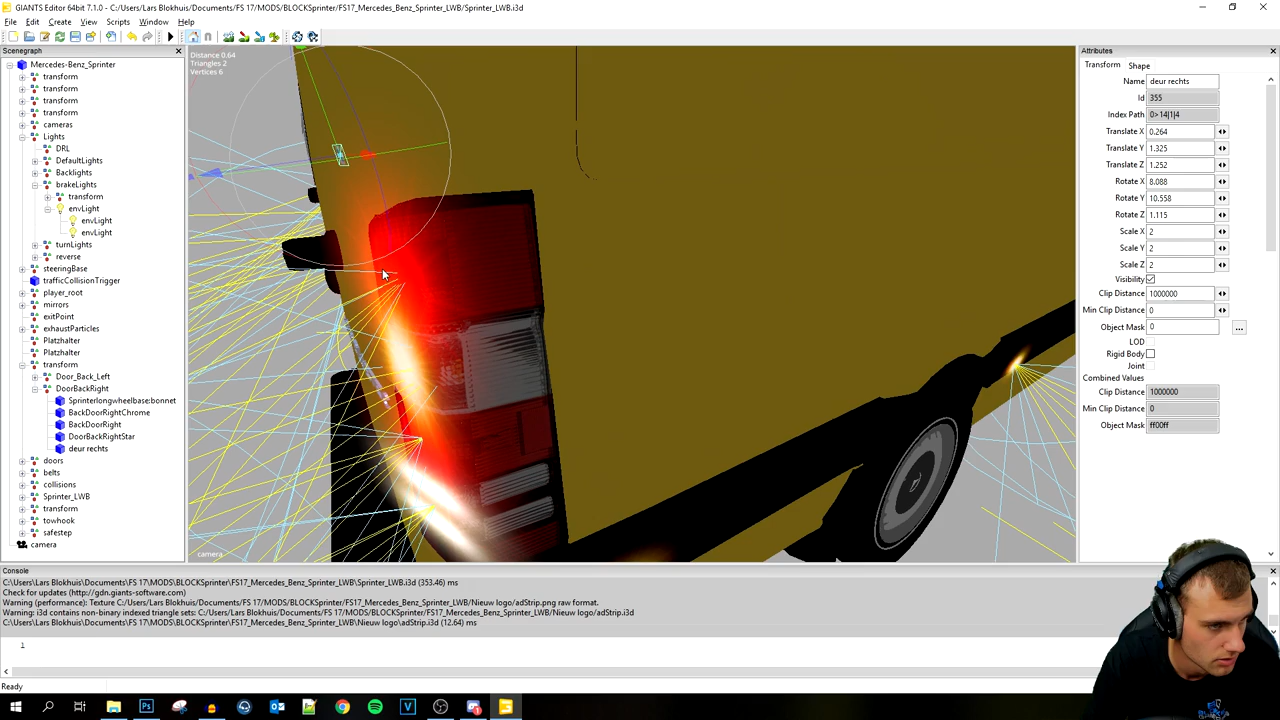 GIANTS Editor 64bit 7.1.0 - C:/Users/Lars Blokhuis/Documents/FS 17/MODS/BLOCKSprinter/FS17_Mercedes_Benz_Sprinter_LWB/Sprinter_LWB.i3d
File Edit Create View Scripts Window Help
Scenegraph
Mercedes-Benz_Sprinter
transform
transform
transform
transform
cameras
Lights
DRL
DefaultLights
Backlights
brakeLights
transform
envLight
envLight
envLight
turnLights
reverse
steeringBase
trafficCollisionTrigger
player_root
mirrors
exitPoint
exhaustParticles
Platzhalter
Platzhalter
transform
Door_Back_Left
DoorBackRight
Sprinterlongwheelbase:bonnet
BackDoorRightChrome
BackDoorRight
DoorBackRightStar
deur rechts
doors
belts
collisions
Sprinter_LWB
transform
towhook
safestep
camera
Distance 0.64
Triangles 2
Vertices 6
camera
Attributes
Transform Shape
Name deur rechts
Id 355
Index Path 0>14|1|4
Translate X 0.264
Translate Y 1.325
Translate Z 1.252
Rotate X 8.088
Rotate Y 10.558
Rotate Z 1.115
Scale X 2
Scale Y 2
Scale Z 2
Visibility
Clip Distance 1000000
Min Clip Distance 0
Object Mask 0 ...
LOD
Rigid Body
Joint
Combined Values
Clip Distance 1000000
Min Clip Distance 0
Object Mask ff00ff
Console
C:/Users/Lars Blokhuis/Documents/FS 17/MODS/BLOCKSprinter/FS17_Mercedes_Benz_Sprinter_LWB/Sprinter_LWB.i3d (353.46) ms
Check for updates (http://gdn.giants-software.com)
Warning (performance): Texture C:/Users/Lars Blokhuis/Documents/FS 17/MODS/BLOCKSprinter/FS17_Mercedes_Benz_Sprinter_LWB/Nieuw logo/adStrip.png raw format.
Warning: i3d contains non-binary indexed triangle sets: C:/Users/Lars Blokhuis/Documents/FS 17/MODS/BLOCKSprinter/FS17_Mercedes_Benz_Sprinter_LWB/Nieuw logo/adStrip.i3d
C:\Users\Lars Blokhuis\Documents\FS 17\MODS\BLOCKSprinter\FS17_Mercedes_Benz_Sprinter_LWB\Nieuw logo\adStrip.i3d (12.64) ms
1
Ready